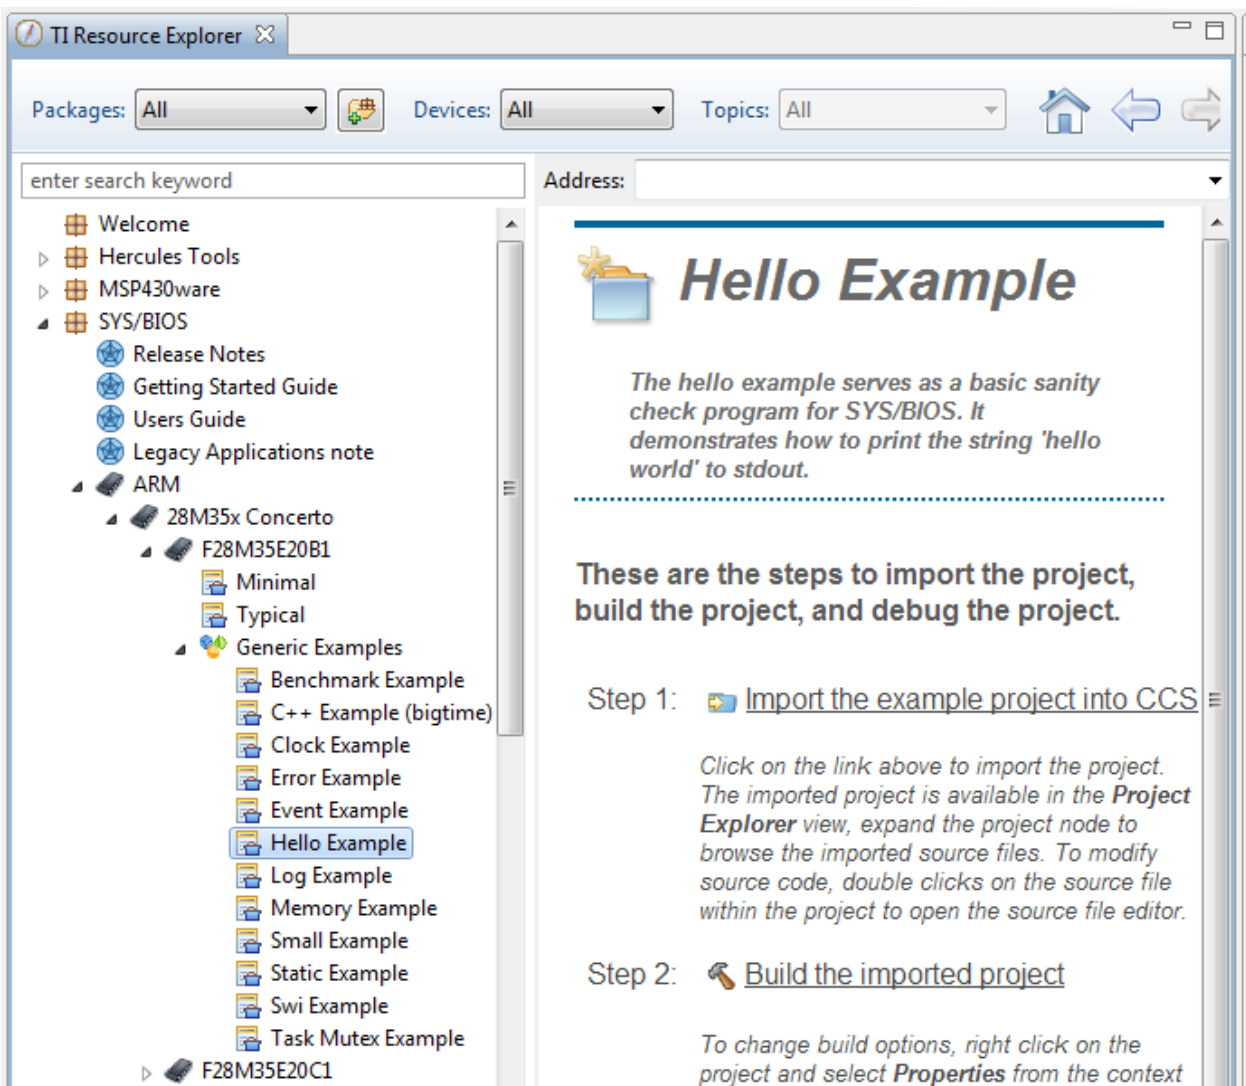 TI Resource Explorer
Packages: All Devices: All Topics: All
enter search keyword
Address:
Welcome
Hercules Tools
MSP430ware
SYS/BIOS
Release Notes
Getting Started Guide
Users Guide
Legacy Applications note
ARM
28M35x Concerto
F28M35E20B1
Minimal
Typical
Generic Examples
Benchmark Example
C++ Example (bigtime)
Clock Example
Error Example
Event Example
Hello Example
Log Example
Memory Example
Small Example
Static Example
Swi Example
Task Mutex Example
F28M35E20C1
Hello Example
The hello example serves as a basic sanity
check program for SYS/BIOS. It
demonstrates how to print the string 'hello
world' to stdout.
These are the steps to import the project,
build the project, and debug the project.
Step 1: Import the example project into CCS
Click on the link above to import the project.
The imported project is available in the Project
Explorer view, expand the project node to
browse the imported source files. To modify
source code, double clicks on the source file
within the project to open the source file editor.
Step 2: Build the imported project
To change build options, right click on the
project and select Properties from the context